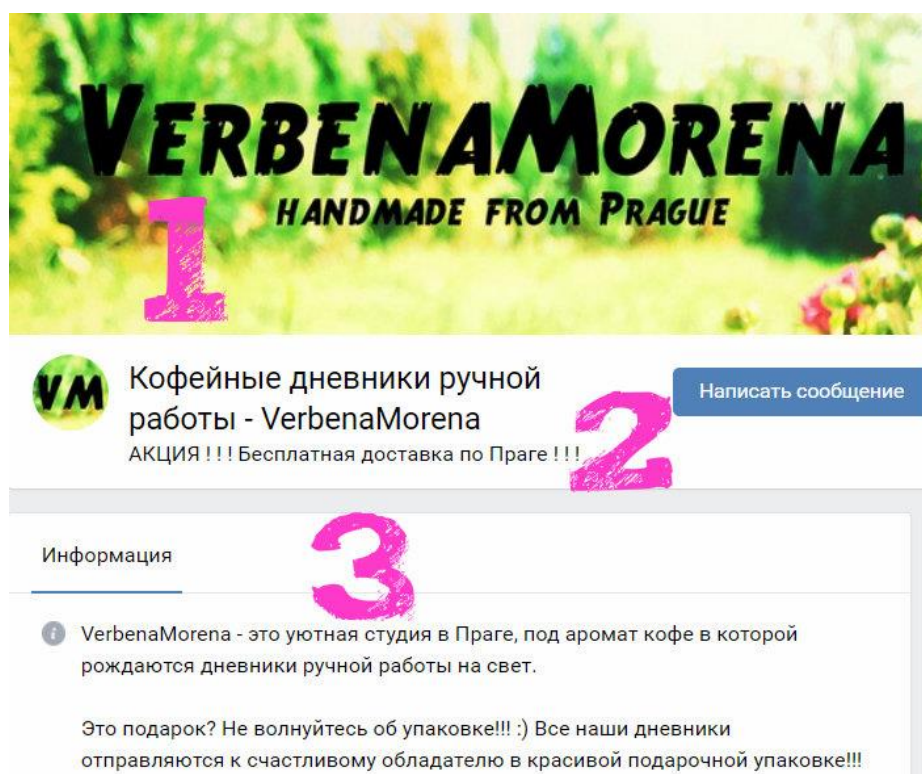 VERBENAMORENA
HANDMADE FROM PRAGUE
1
VM
Кофейные дневники ручной
работы - VerbenaMorena
АКЦИЯ ! ! ! Бесплатная доставка по Праге ! ! !
2
Написать сообщение
3
Информация
VerbenaMorena - это уютная студия в Праге, под аромат кофе в которой
рождаются дневники ручной работы на свет.
Это подарок? Не волнуйтесь об упаковке!!! :) Все наши дневники
отправляются к счастливому обладателю в красивой подарочной упаковке!!!